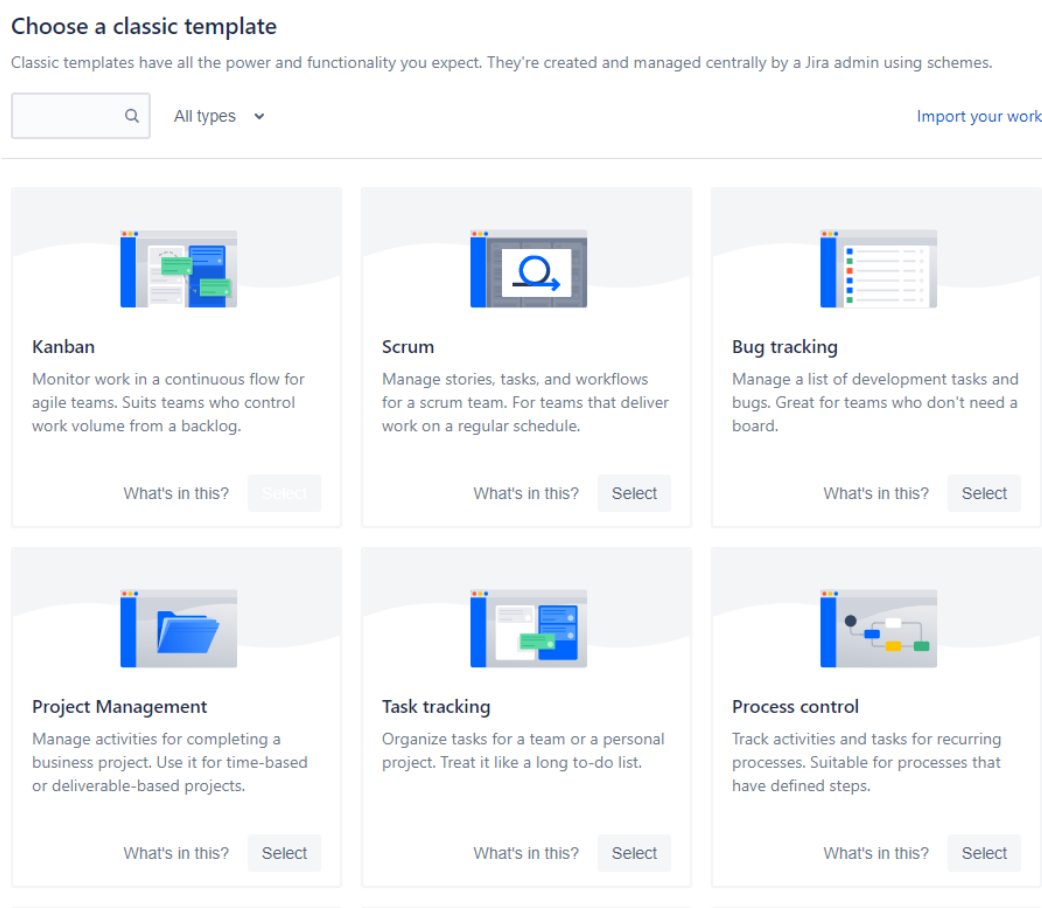 Choose a classic template
Classic templates have all the power and functionality you expect. They're created and managed centrally by a Jira admin using schemes.
All types
Import your work
Kanban
Monitor work in a continuous flow for
agile teams. Suits teams who control
work volume from a backlog.
What's in this?
Select
Scrum
Manage stories, tasks, and workflows
for a scrum team. For teams that deliver
work on a regular schedule.
What's in this?
Select
Bug tracking
Manage a list of development tasks and
bugs. Great for teams who don't need a
board.
What's in this?
Select
Project Management
Manage activities for completing a
business project. Use it for time-based
or deliverable-based projects.
What's in this?
Select
Task tracking
Organize tasks for a team or a personal
project. Treat it like a long to-do list.
What's in this?
Select
Process control
Track activities and tasks for recurring
processes. Suitable for processes that
have defined steps.
What's in this?
Select